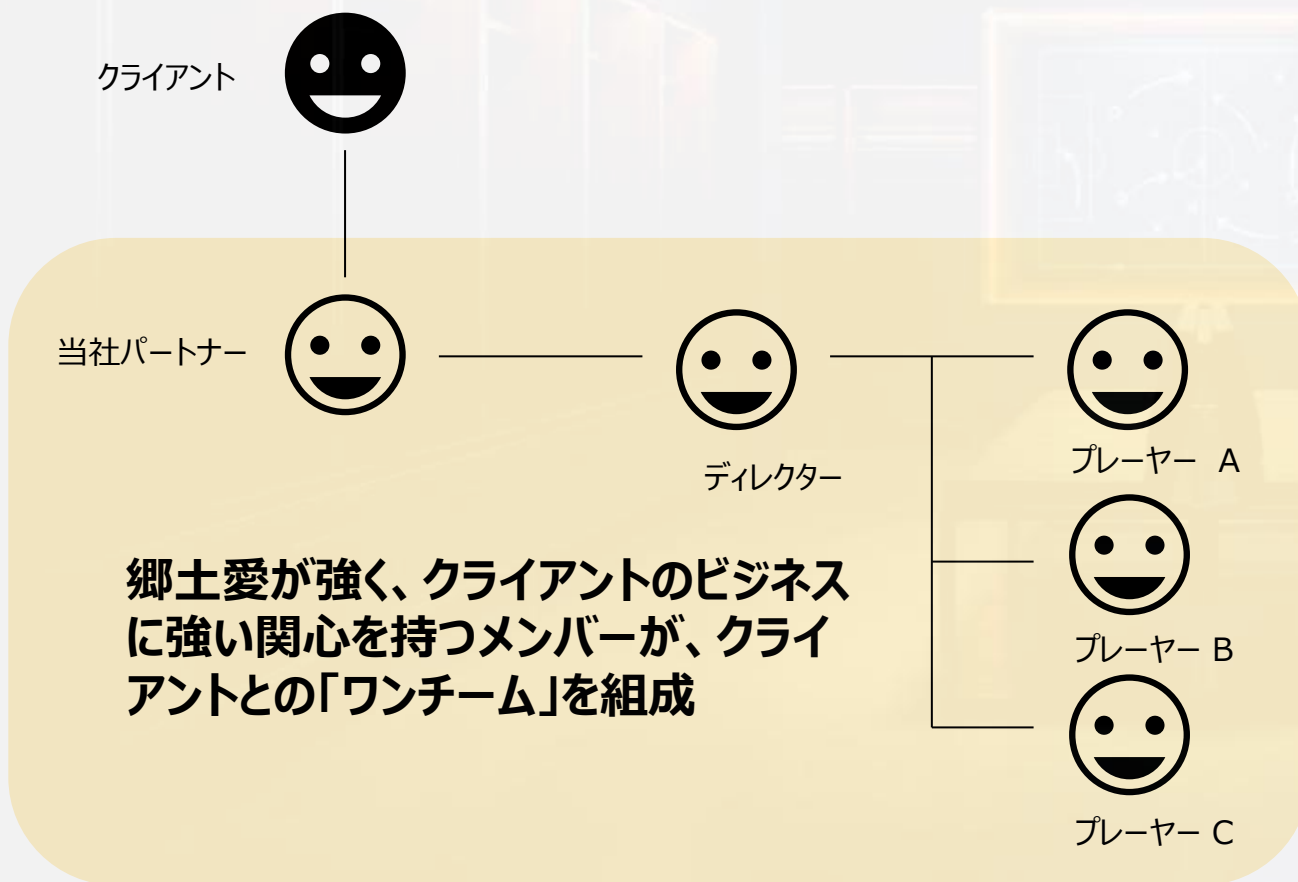 クライアント
当社パートナー
ディレクター
プレーヤー A
プレーヤー B
プレーヤー C
郷土愛が強く、クライアントのビジネス
に強い関心を持つメンバーが、クライ
アントとの「ワンチーム」を組成